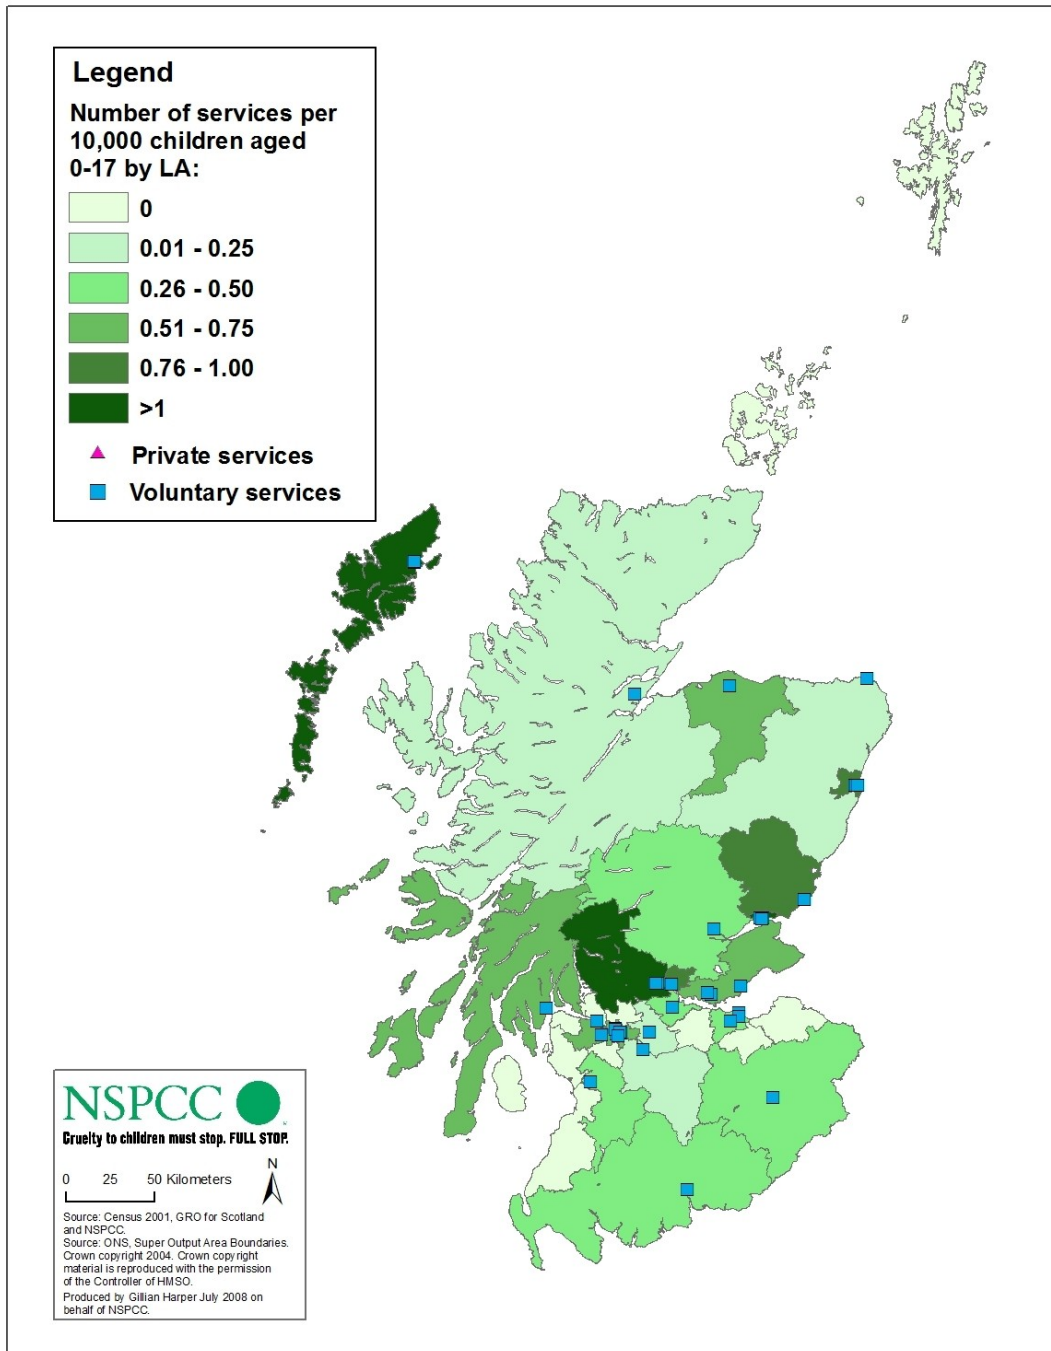 Legend
Number of services per
10,000 children aged
0-17 by LA:
0
0.01 - 0.25
0.26 - 0.50
0.51 - 0.75
0.76 - 1.00
>1
Private services
Voluntary services
NSPCC
Cruelty to children must stop. FULL STOP.
N
0 25 50 Kilometers
Source: Census 2001, GRO for Scotland
and NSPCC.
Source: ONS, Super Output Area Boundaries.
Crown copyright 2004. Crown copyright
material is reproduced with the permission
of the Controller of HMSO.
Produced by Gillian Harper July 2008 on
behalf of NSPCC.